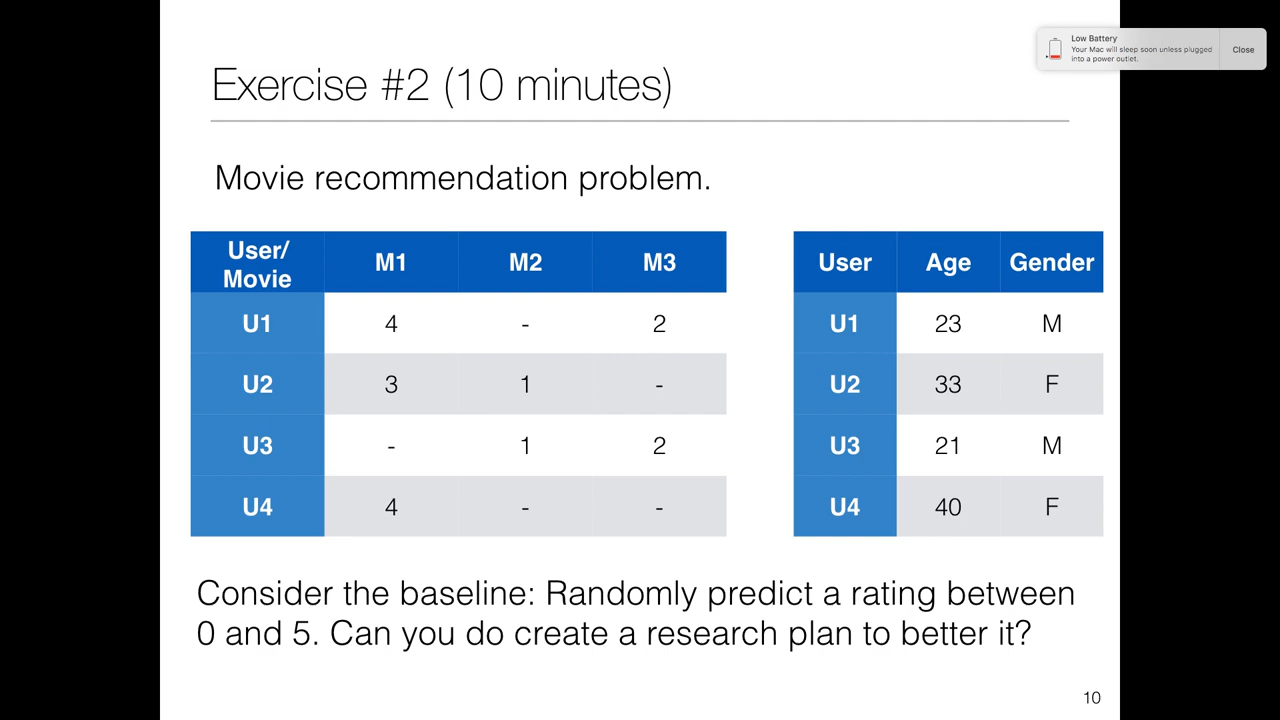 Low Battery
Your Mac will sleep soon unless plugged
into a power outlet.
Close
Exercise #2 (10 minutes)
Movie recommendation problem.
User/
Movie M1 M2 M3
U1 4 - 2
U2 3 1 -
U3 - 1 2
U4 4 - -
User Age Gender
U1 23 M
U2 33 F
U3 21 M
U4 40 F
Consider the baseline: Randomly predict a rating between
0 and 5. Can you do create a research plan to better it?
10